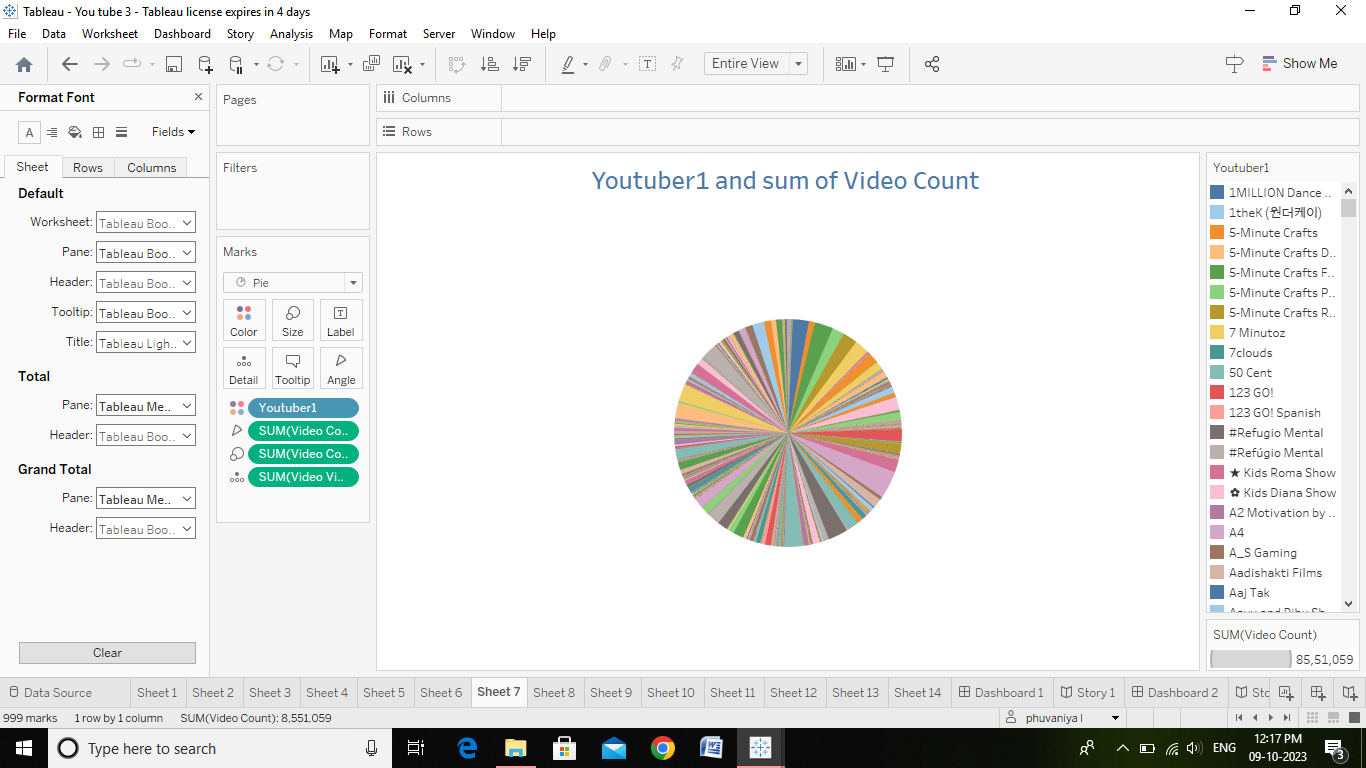 Tableau - You tube 3 - Tableau license expires in 4 days
File Data Worksheet Dashboard Story Analysis Map Format Server Window Help
Entire View
Show Me
Format Font
Fields
Sheet Rows Columns
Default
Worksheet: Tableau Boo..
Pane: Tableau Boo..
Header: Tableau Boo..
Tooltip: Tableau Boo..
Title: Tableau Ligh..
Total
Pane: Tableau Me..
Header: Tableau Boo..
Grand Total
Pane: Tableau Me..
Header: Tableau Boo..
Clear
Pages
Filters
Marks
Pie
Color Size Label
Detail Tooltip Angle
Youtuber1
SUM(Video Co..
SUM(Video Co..
SUM(Video Vi..
Columns
Rows
Youtuber1 and sum of Video Count
Youtuber1
1MILLION Dance ..
1theK (원더케이)
5-Minute Crafts
5-Minute Crafts D..
5-Minute Crafts F..
5-Minute Crafts P..
5-Minute Crafts R..
7 Minutoz
7clouds
50 Cent
123 GO!
123 GO! Spanish
#Refugio Mental
#Refúgio Mental
★ Kids Roma Show
✿ Kids Diana Show
A2 Motivation by ..
A4
A_S Gaming
Aadishakti Films
Aaj Tak
SUM(Video Count)
85,51,059
Data Source Sheet 1 Sheet 2 Sheet 3 Sheet 4 Sheet 5 Sheet 6 Sheet 7 Sheet 8 Sheet 9 Sheet 10 Sheet 11 Sheet 12 Sheet 13 Sheet 14 Dashboard 1 Story 1 Dashboard 2 Sto
999 marks 1 row by 1 column SUM(Video Count): 8,551,059
phuvaniya l
Type here to search
ENG
12:17 PM
09-10-2023
3